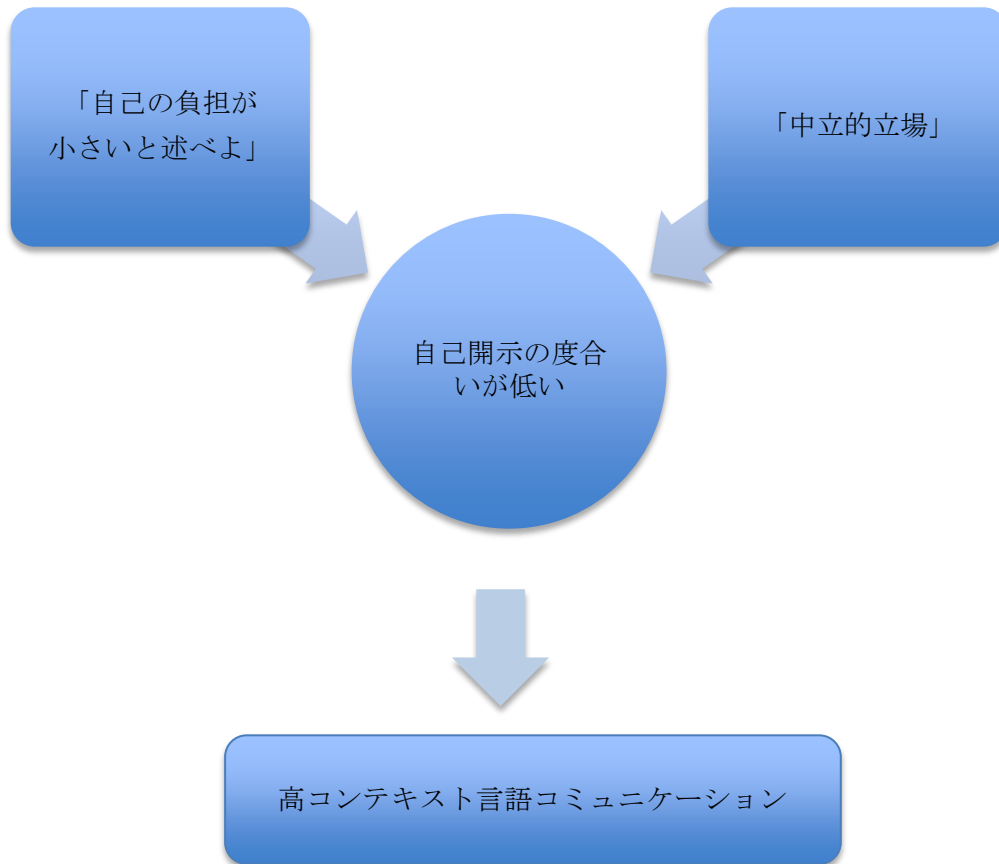 「自己の負担が
小さいと述べよ」
「中立的立場」
自己開示の度合
いが低い
高コンテキスト言語コミュニケーション